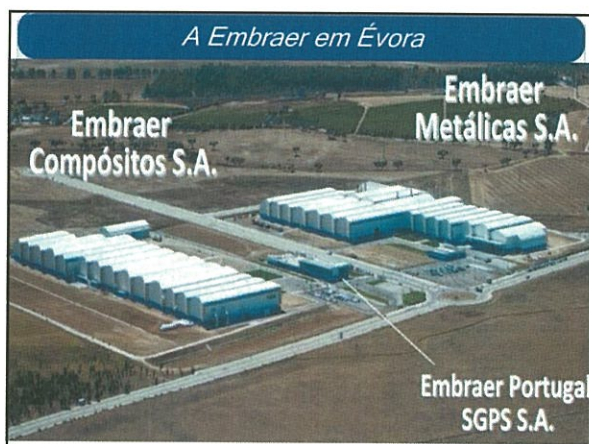 A Embraer em Évora
Embraer
Compósitos S.A.
Embraer
Metálicas S.A.
Embraer Portugal
SGPS S.A.